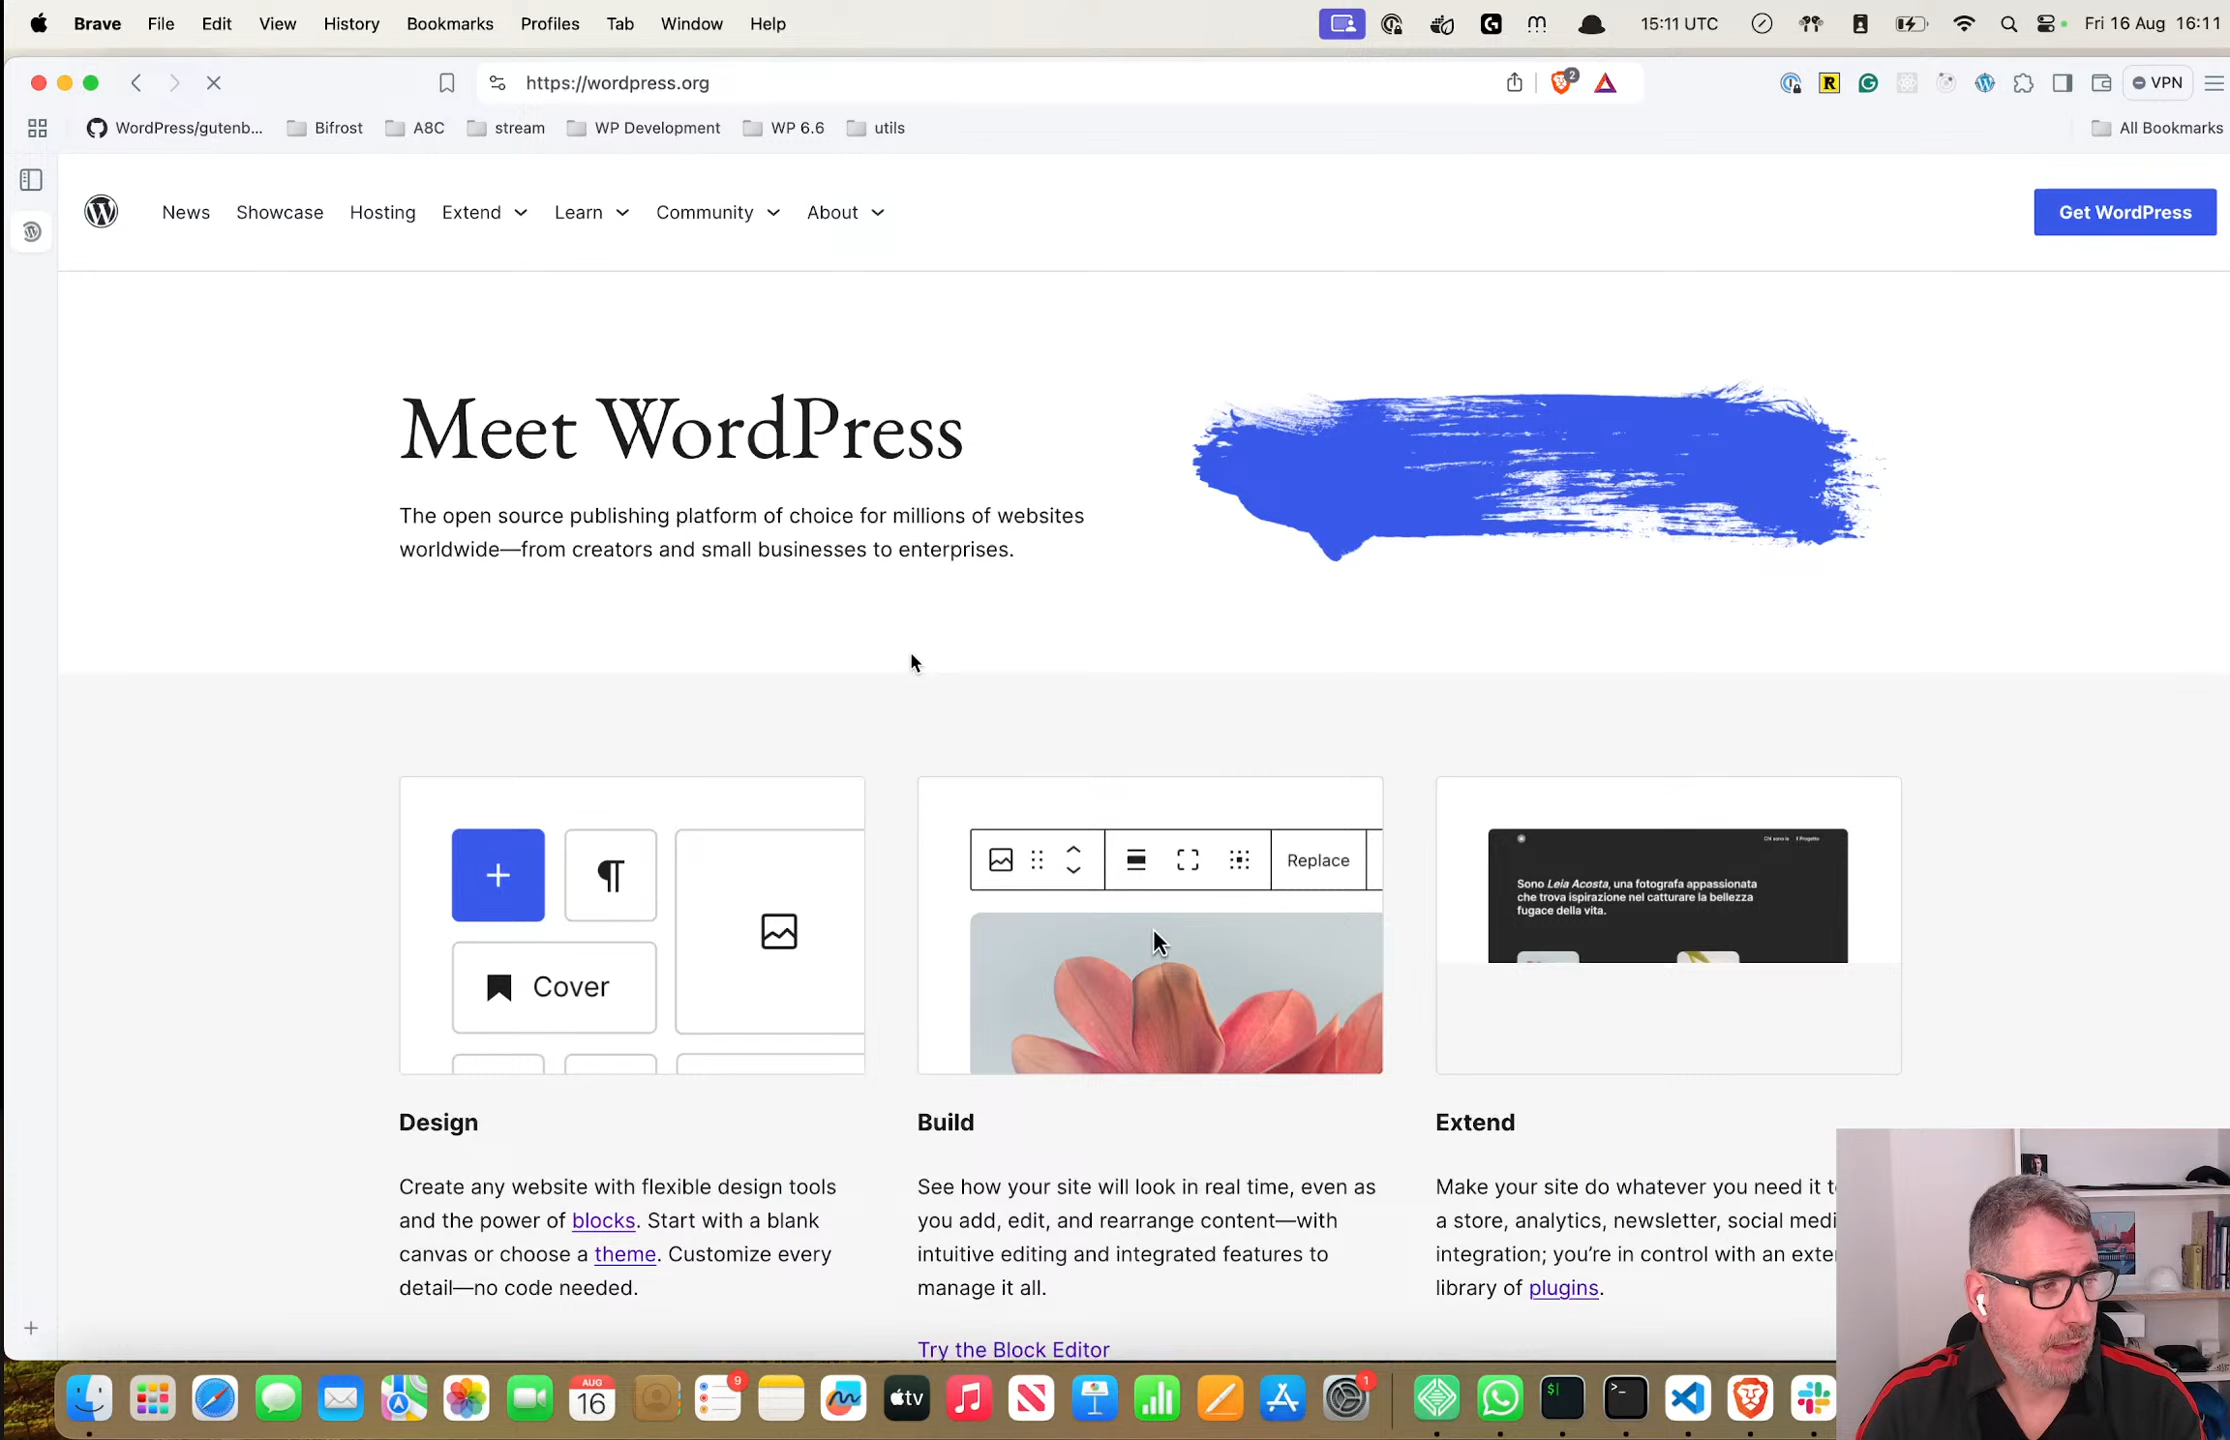 Brave File Edit View History Bookmarks Profiles Tab Window Help 15:11 UTC Fri 16 Aug 16:11
https://wordpress.org 2 VPN
WordPress/gutenb... Bifrost A8C stream WP Development WP 6.6 utils All Bookmarks
News Showcase Hosting Extend Learn Community About Get WordPress
Meet WordPress
The open source publishing platform of choice for millions of websites
worldwide—from creators and small businesses to enterprises.
Cover
Replace
Sono Leia Acosta, una fotografa appassionata
che trova ispirazione nel catturare la bellezza
fugace della vita.
Design
Create any website with flexible design tools
and the power of blocks. Start with a blank
canvas or choose a theme. Customize every
detail—no code needed.
Build
See how your site will look in real time, even as
you add, edit, and rearrange content—with
intuitive editing and integrated features to
manage it all.
Try the Block Editor
Extend
Make your site do whatever you need it t
a store, analytics, newsletter, social medi
integration; you're in control with an exte
library of plugins.
AUG
16
9
tv
1